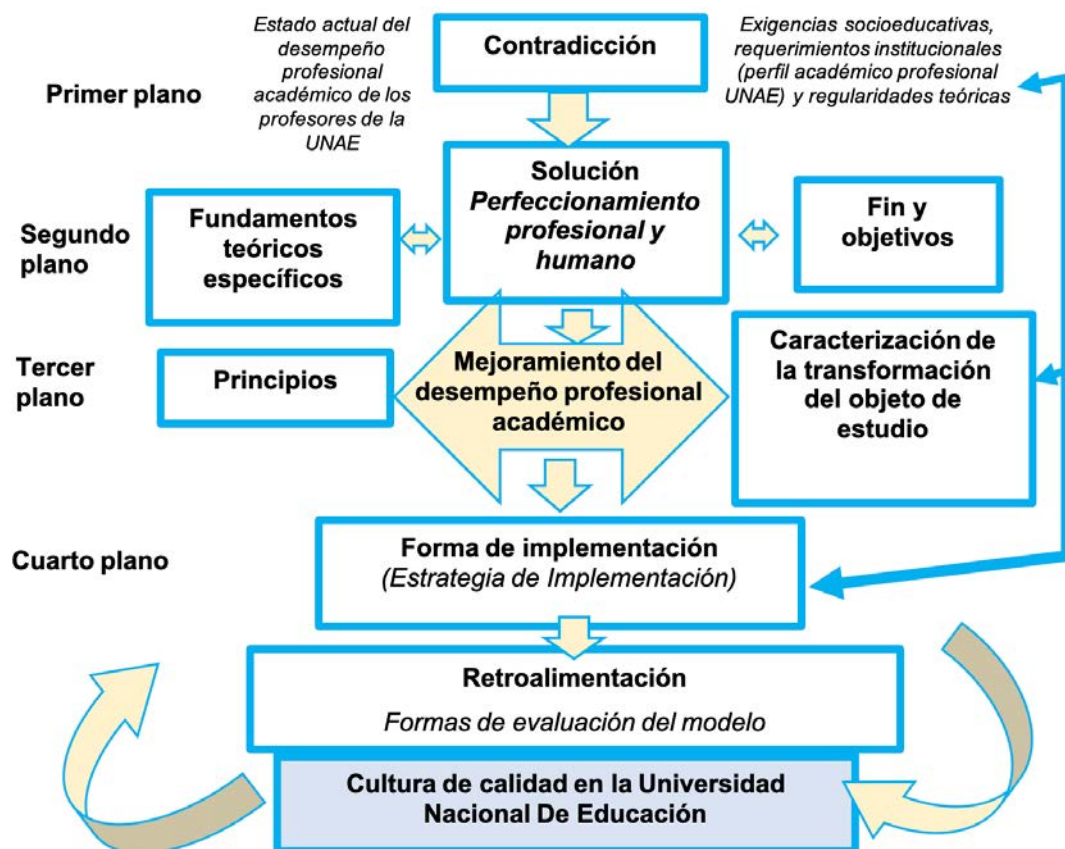 Estado actual del
desempeño
profesional
académico de los
profesores de la
UNAE
Contradicción
Exigencias socioeducativas,
requerimientos institucionales
(perfil académico profesional
UNAE) y regularidades teóricas
Primer plano
Segundo
plano
Fundamentos
teóricos
específicos
Solución
Perfeccionamiento
profesional y
humano
Fin y
objetivos
Tercer
plano
Principios
Mejoramiento del
desempeño profesional
académico
Caracterización de
la transformación
del objeto de
estudio
Cuarto plano
Forma de implementación
(Estrategia de Implementación)
Retroalimentación
Formas de evaluación del modelo
Cultura de calidad en la Universidad
Nacional De Educación